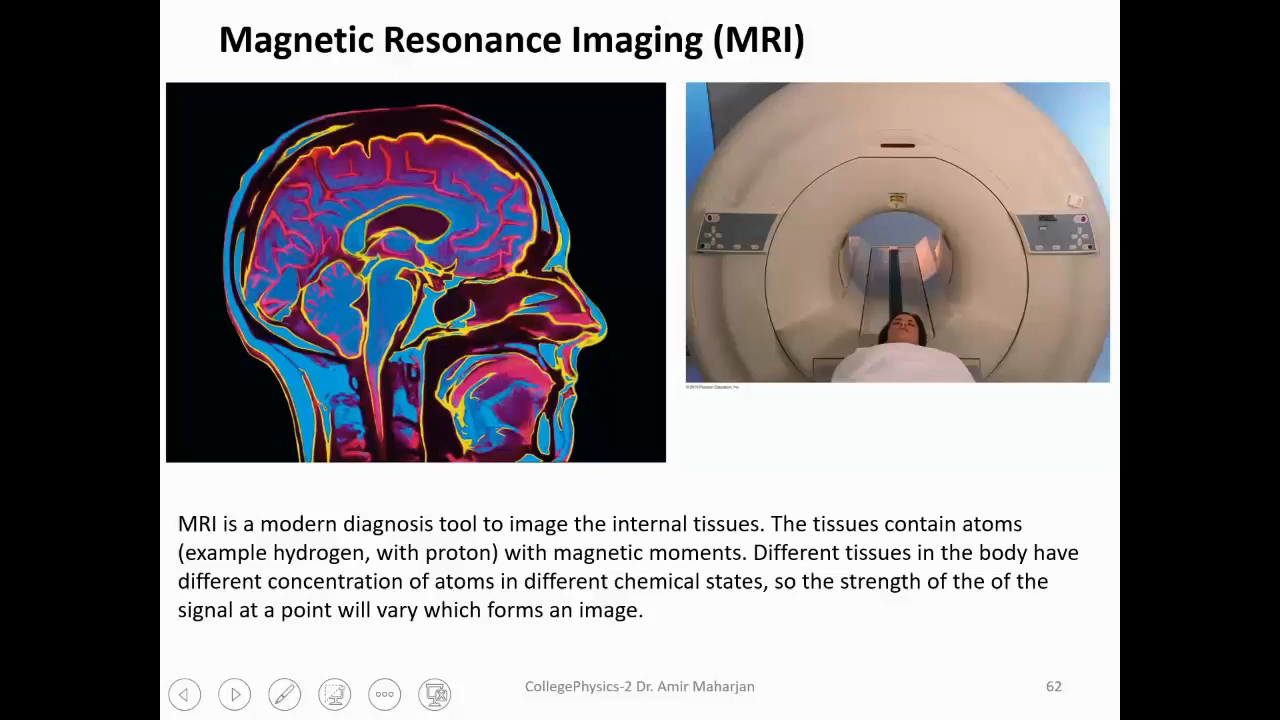 Magnetic Resonance Imaging (MRI)
MRI is a modern diagnosis tool to image the internal tissues. The tissues contain atoms
(example hydrogen, with proton) with magnetic moments. Different tissues in the body have
different concentration of atoms in different chemical states, so the strength of the of the
signal at a point will vary which forms an image.
CollegePhysics-2 Dr. Amir Maharjan
62